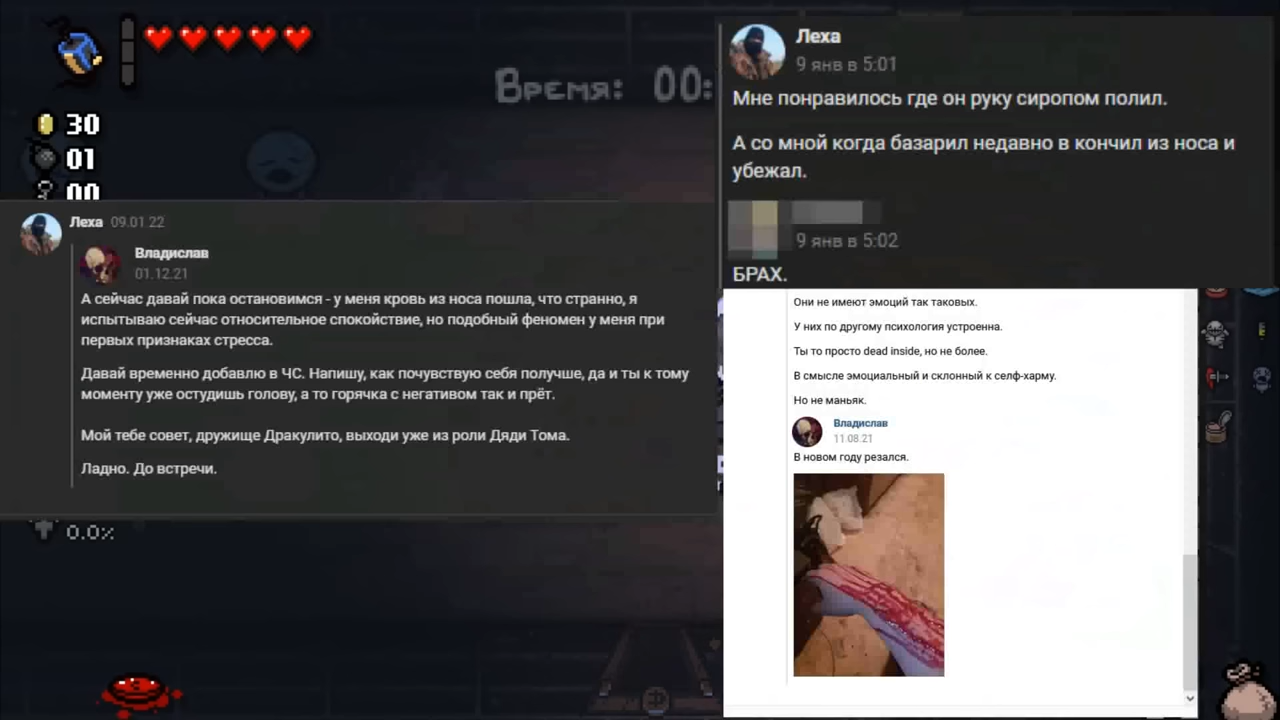 30
01
00
Время: 00:
Леха
9 янв в 5:01
Мне понравилось где он руку сиропом полил.
А со мной когда базарил недавно в кончил из носа и
убежал.
9 янв в 5:02
БРАХ.
Леха 09.01.22
Владислав
01.12.21
А сейчас давай пока остановимся - у меня кровь из носа пошла, что странно, я
испытываю сейчас относительное спокойствие, но подобный феномен у меня при
первых признаках стресса.
Давай временно добавлю в ЧС. Напишу, как почувствую себя получше, да и ты к тому
моменту уже остудишь голову, а то горячка с негативом так и прёт.
Мой тебе совет, дружище Дракулито, выходи уже из роли Дяди Тома.
Ладно. До встречи.
0.0%
Они не имеют эмоций так таковых.
У них по другому психология устроенна.
Ты то просто dead inside, но не более.
В смысле эмоциальный и склонный к селф-харму.
Но не маньяк.
Владислав
11.08.21
В новом году резался.